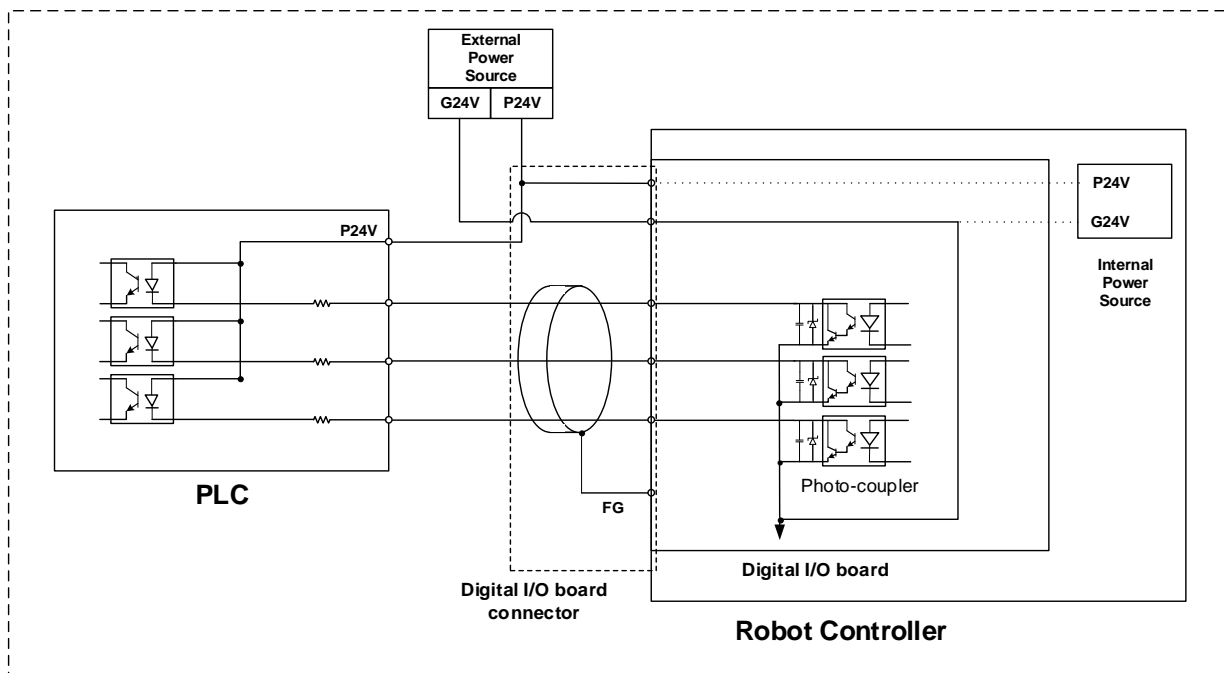 External
Power
Source
G24V P24V
P24V
G24V
Internal
Power
Source
P24V
PLC
FG
Photo-coupler
Digital I/O board
Digital I/O board
connector
Robot Controller